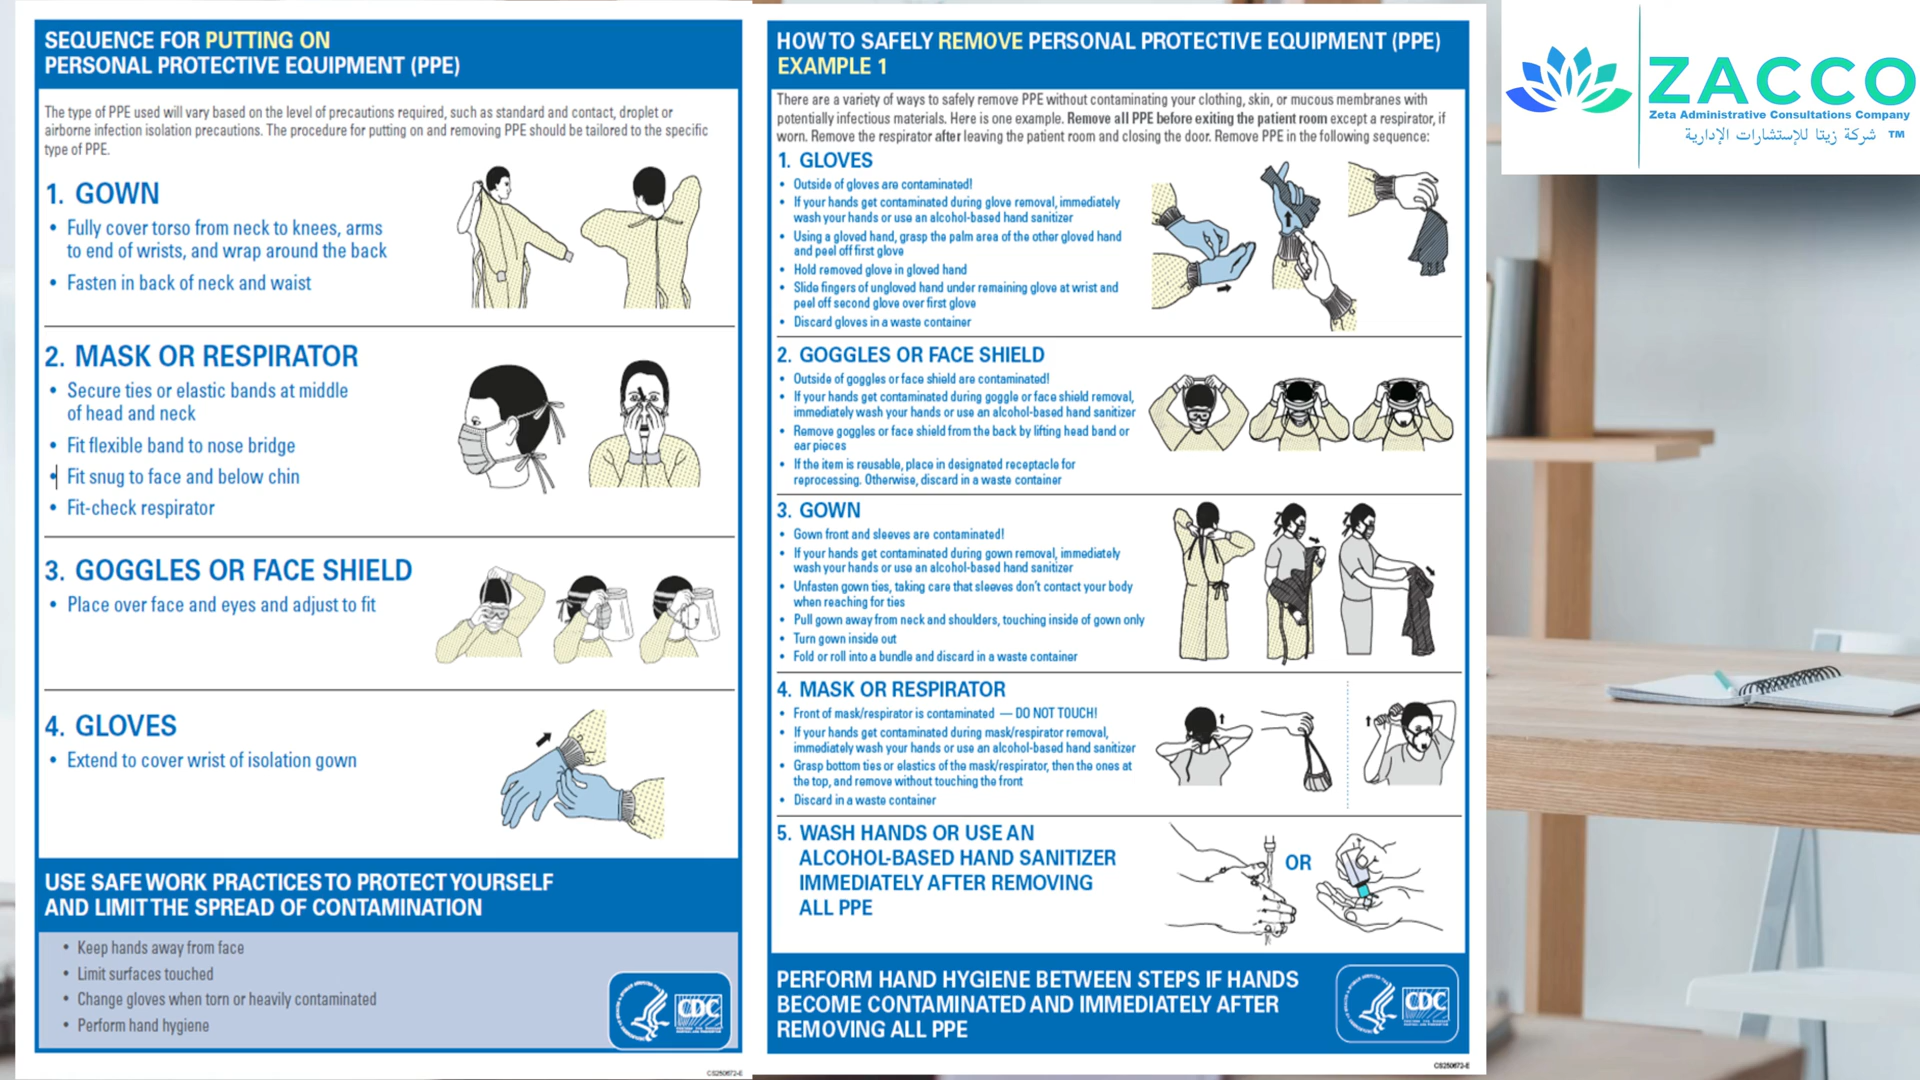 SEQUENCE FOR PUTTING ON
PERSONAL PROTECTIVE EQUIPMENT (PPE)
The type of PPE used will vary based on the level of precautions required, such as standard and contact, droplet or
airborne infection isolation precautions. The procedure for putting on and removing PPE should be tailored to the specific
type of PPE.
1. GOWN
• Fully cover torso from neck to knees, arms
to end of wrists, and wrap around the back
• Fasten in back of neck and waist
2. MASK OR RESPIRATOR
• Secure ties or elastic bands at middle
of head and neck
• Fit flexible band to nose bridge
• Fit snug to face and below chin
• Fit-check respirator
3. GOGGLES OR FACE SHIELD
• Place over face and eyes and adjust to fit
4. GLOVES
• Extend to cover wrist of isolation gown
USE SAFE WORK PRACTICES TO PROTECT YOURSELF
AND LIMIT THE SPREAD OF CONTAMINATION
• Keep hands away from face
• Limit surfaces touched
• Change gloves when torn or heavily contaminated
• Perform hand hygiene
CDC
CS250672-E
HOW TO SAFELY REMOVE PERSONAL PROTECTIVE EQUIPMENT (PPE)
EXAMPLE 1
There are a variety of ways to safely remove PPE without contaminating your clothing, skin, or mucous membranes with
potentially infectious materials. Here is one example. Remove all PPE before exiting the patient room except a respirator, if
worn. Remove the respirator after leaving the patient room and closing the door. Remove PPE in the following sequence:
1. GLOVES
• Outside of gloves are contaminated!
• If your hands get contaminated during glove removal, immediately
wash your hands or use an alcohol-based hand sanitizer
• Using a gloved hand, grasp the palm area of the other gloved hand
and peel off first glove
• Hold removed glove in gloved hand
• Slide fingers of ungloved hand under remaining glove at wrist and
peel off second glove over first glove
• Discard gloves in a waste container
2. GOGGLES OR FACE SHIELD
• Outside of goggles or face shield are contaminated!
• If your hands get contaminated during goggle or face shield removal,
immediately wash your hands or use an alcohol-based hand sanitizer
• Remove goggles or face shield from the back by lifting head band or
ear pieces
• If the item is reusable, place in designated receptacle for
reprocessing. Otherwise, discard in a waste container
3. GOWN
• Gown front and sleeves are contaminated!
• If your hands get contaminated during gown removal, immediately
wash your hands or use an alcohol-based hand sanitizer
• Unfasten gown ties, taking care that sleeves don't contact your body
when reaching for ties
• Pull gown away from neck and shoulders, touching inside of gown only
• Turn gown inside out
• Fold or roll into a bundle and discard in a waste container
4. MASK OR RESPIRATOR
• Front of mask/respirator is contaminated — DO NOT TOUCH!
• If your hands get contaminated during mask/respirator removal,
immediately wash your hands or use an alcohol-based hand sanitizer
• Grasp bottom ties or elastics of the mask/respirator, then the ones at
the top, and remove without touching the front
• Discard in a waste container
5. WASH HANDS OR USE AN
ALCOHOL-BASED HAND SANITIZER
IMMEDIATELY AFTER REMOVING
ALL PPE
OR
PERFORM HAND HYGIENE BETWEEN STEPS IF HANDS
BECOME CONTAMINATED AND IMMEDIATELY AFTER
REMOVING ALL PPE
CDC
CS250672-E
ZACCO
Zeta Administrative Consultations Company
شركة زيتا للإستشارات الإدارية TM